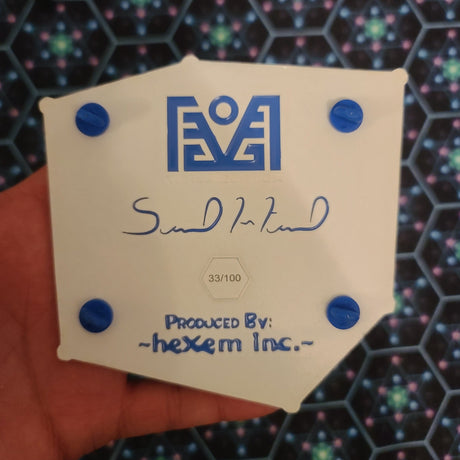 33/100
PRODUCED BY:
~hexem Inc.~